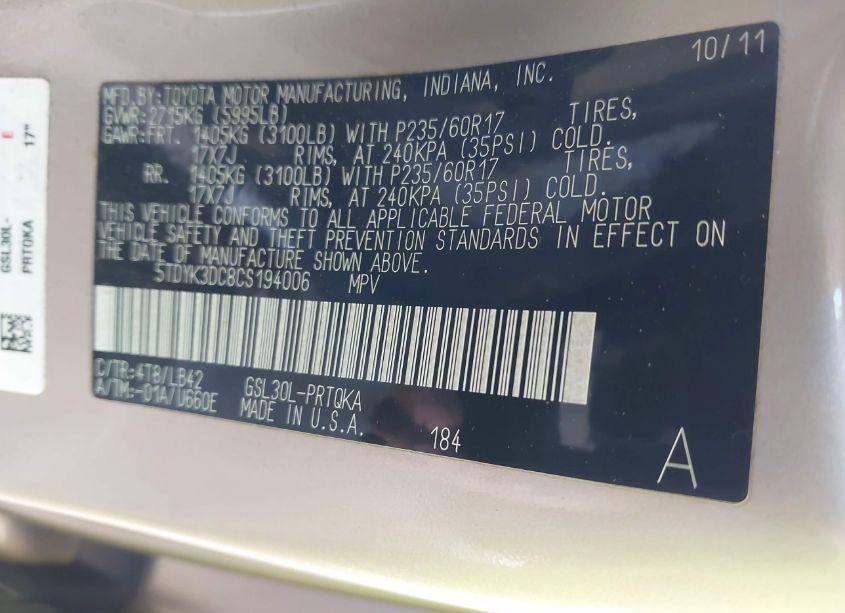 10/11
MFD.BY:TOYOTA MOTOR MANUFACTURING, INDIANA, INC.
GVWR:2715KG (5995LB)
GAWR:FRT. 1405KG (3100LB) WITH P235/60R17 TIRES,
17X7J RIMS, AT 240KPA (35PSI) COLD.
RR. 1405KG (3100LB) WITH P235/60R17 TIRES,
17X7J RIMS, AT 240KPA (35PSI) COLD.
THIS VEHICLE CONFORMS TO ALL APPLICABLE FEDERAL MOTOR
VEHICLE SAFETY AND THEFT PREVENTION STANDARDS IN EFFECT ON
THE DATE OF MANUFACTURE SHOWN ABOVE.
5TDYK3DC8CS194006 MPV
C/TR:4T8/LB42
A/TM:-01A/U660E
GSL30L-PRTQKA
MADE IN U.S.A.
184
A
E
17"
GSL30L-
PRTQKA